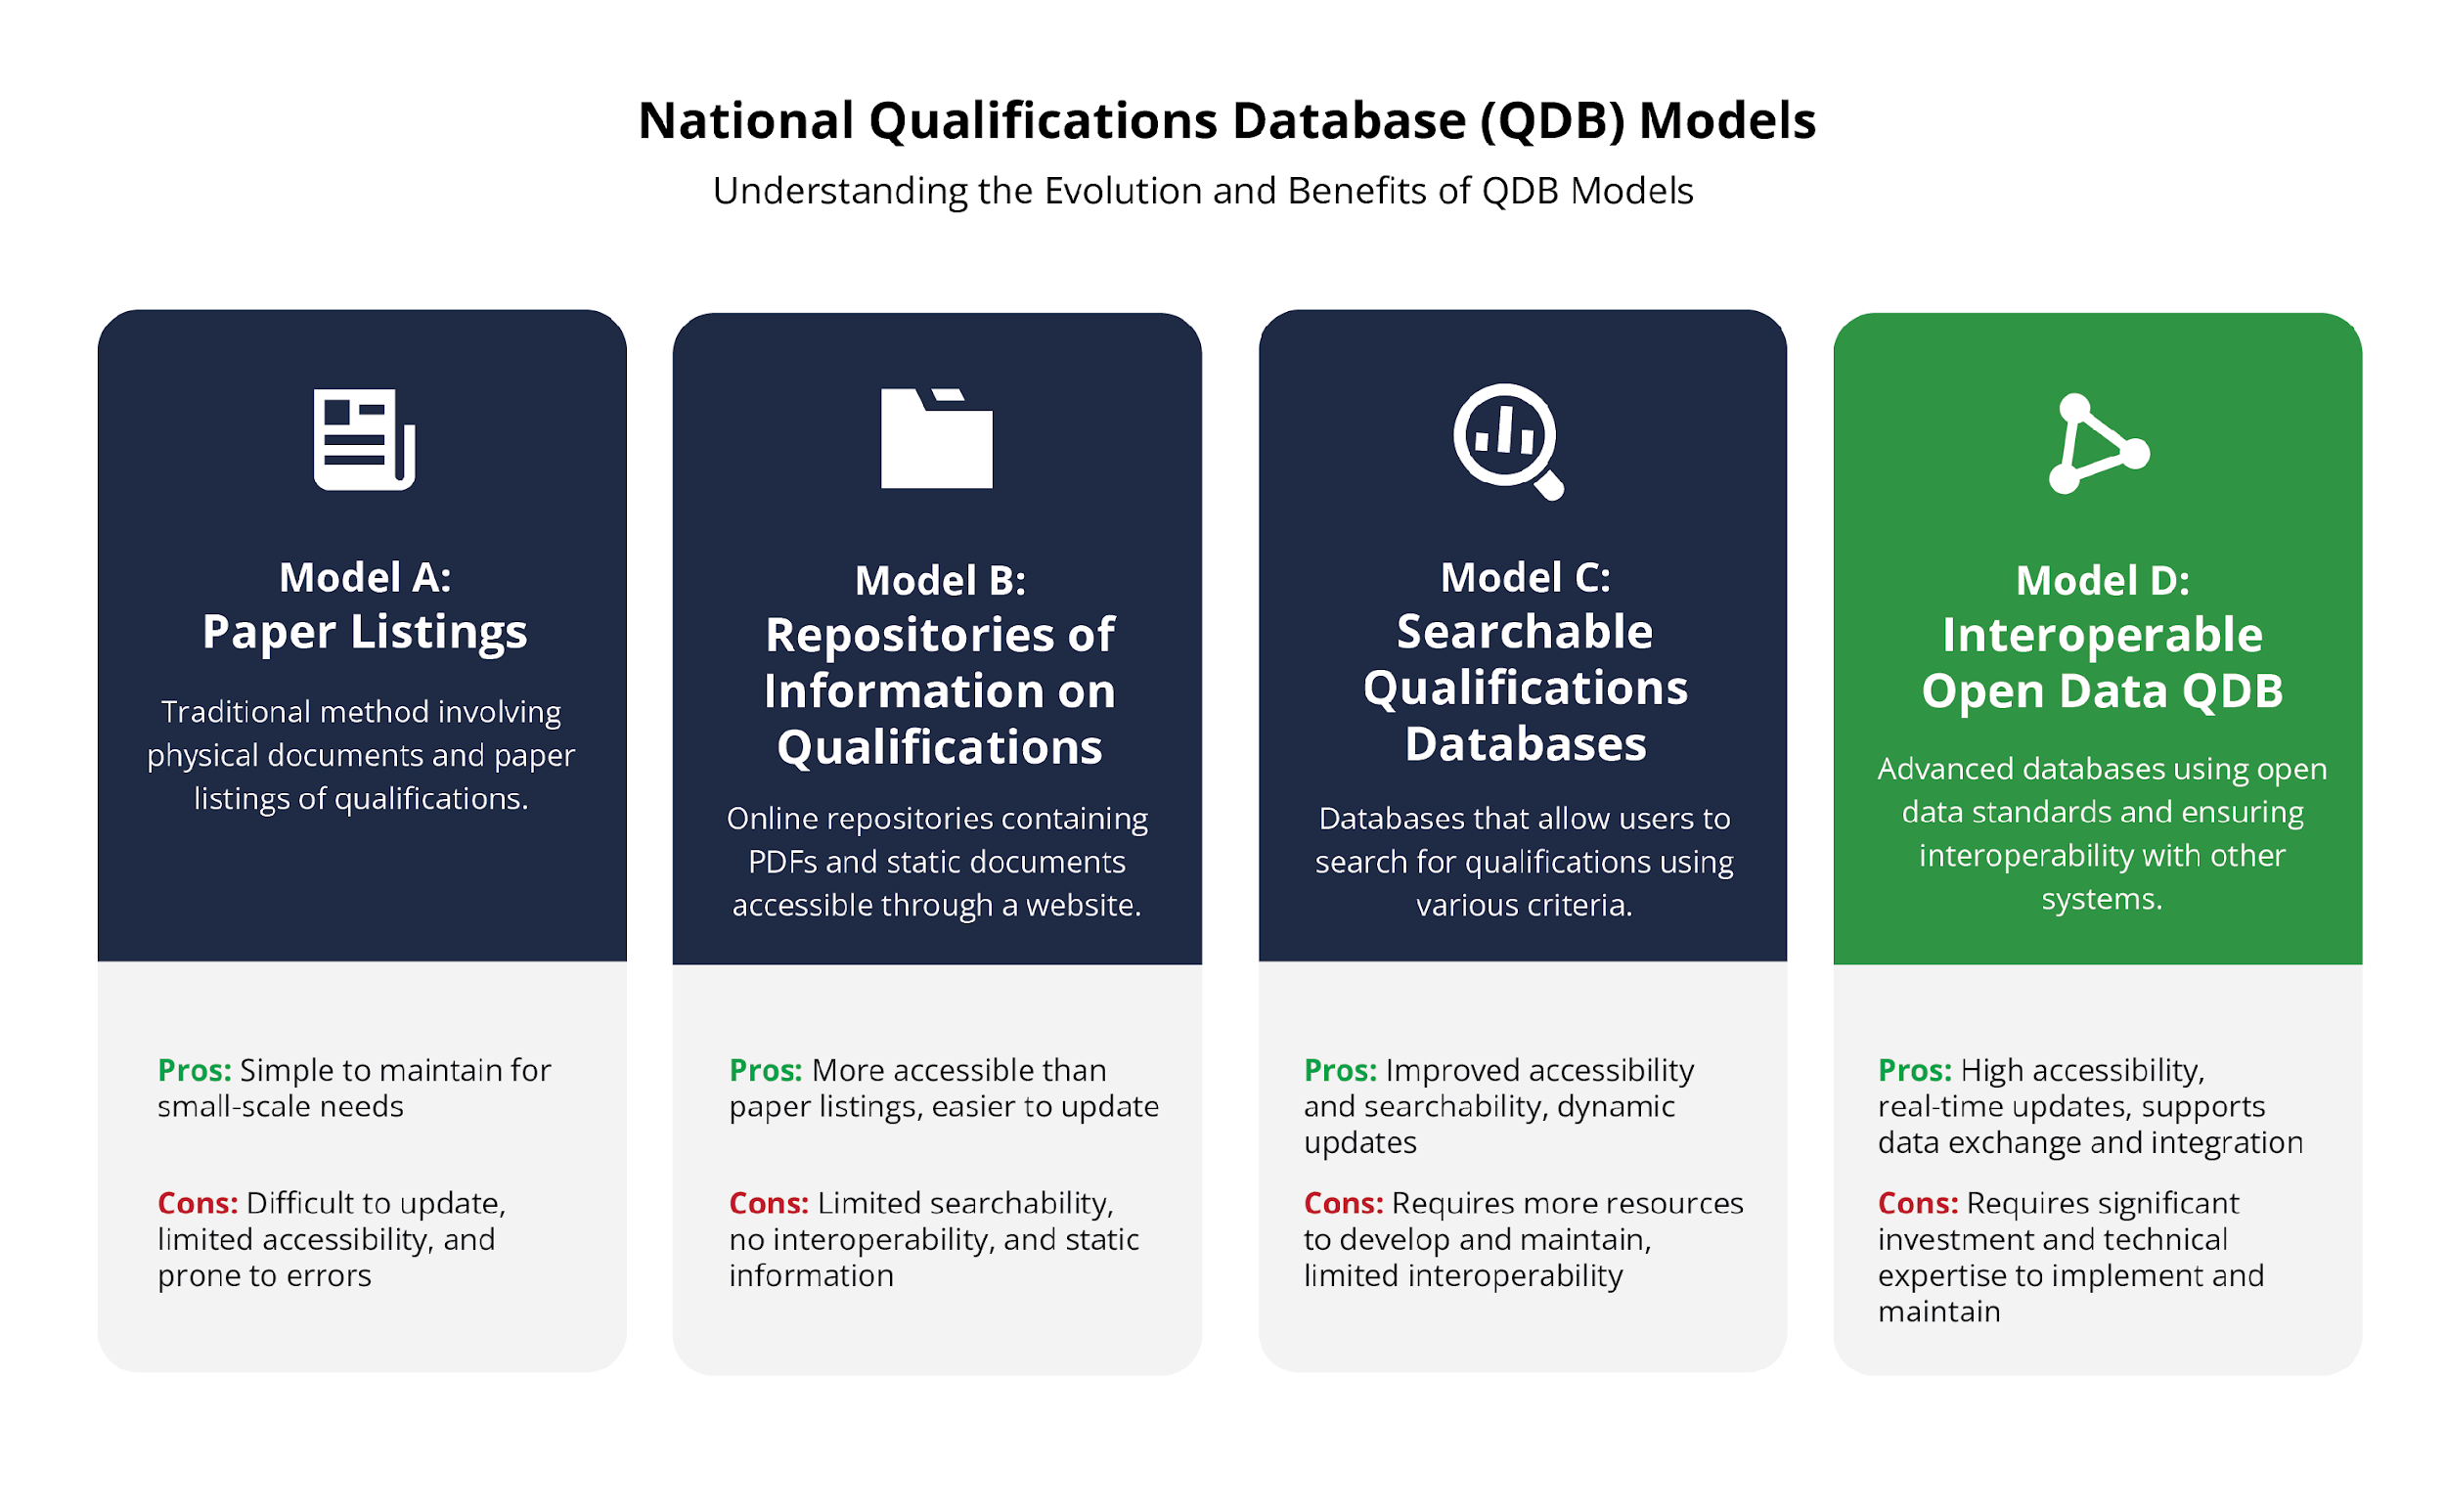 National Qualifications Database (QDB) Models
Understanding the Evolution and Benefits of QDB Models
Model A:
Paper Listings
Traditional method involving
physical documents and paper
listings of qualifications.
Pros: Simple to maintain for
small-scale needs
Cons: Difficult to update,
limited accessibility, and
prone to errors
Model B:
Repositories of
Information on
Qualifications
Online repositories containing
PDFs and static documents
accessible through a website.
Pros: More accessible than
paper listings, easier to update
Cons: Limited searchability,
no interoperability, and static
information
Model C:
Searchable
Qualifications
Databases
Databases that allow users to
search for qualifications using
various criteria.
Pros: Improved accessibility
and searchability, dynamic
updates
Cons: Requires more resources
to develop and maintain,
limited interoperability
Model D:
Interoperable
Open Data QDB
Advanced databases using open
data standards and ensuring
interoperability with other
systems.
Pros: High accessibility,
real-time updates, supports
data exchange and integration
Cons: Requires significant
investment and technical
expertise to implement and
maintain